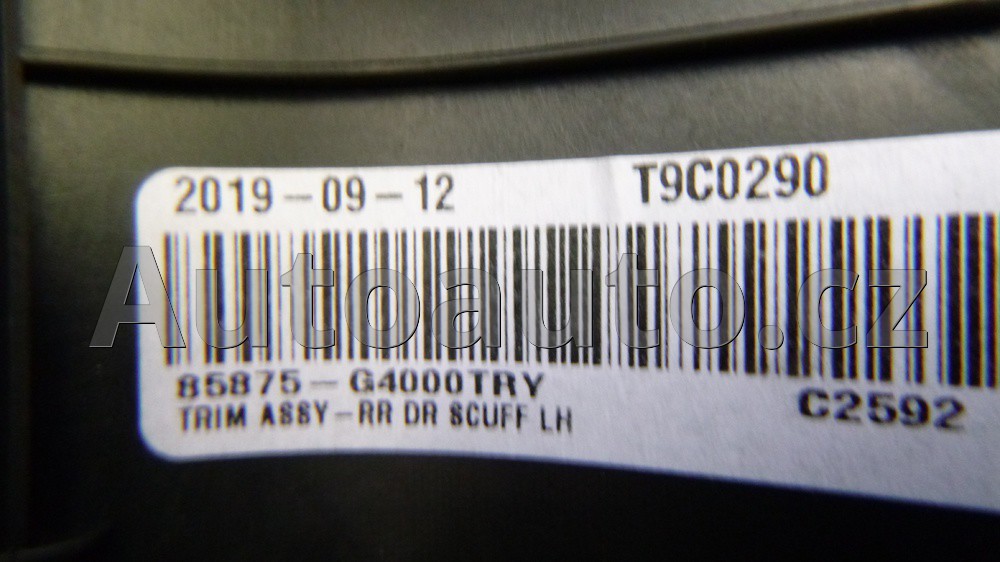 2019-09-12 T9C0290
Autoauto.cz
85875-G4000TRY
C2592
TRIM ASSY-RR DR SCUFF LH